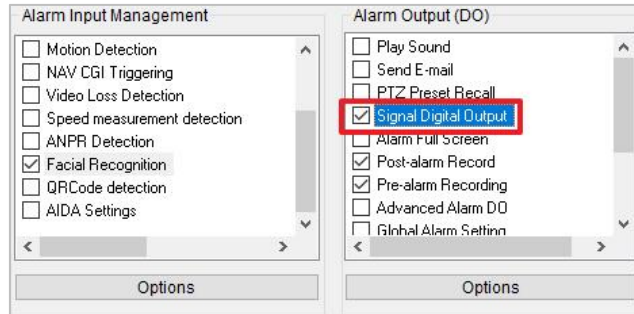 Alarm Input Management
Motion Detection
NAV CGI Triggering
Video Loss Detection
Speed measurement detection
ANPR Detection
Facial Recognition
QRCode detection
AIDA Settings
Options
Alarm Output (DO)
Play Sound
Send E-mail
PTZ Preset Recall
Signal Digital Output
Alarm Full Screen
Post-alarm Record
Pre-alarm Recording
Advanced Alarm DO
Global Alarm Setting
Options